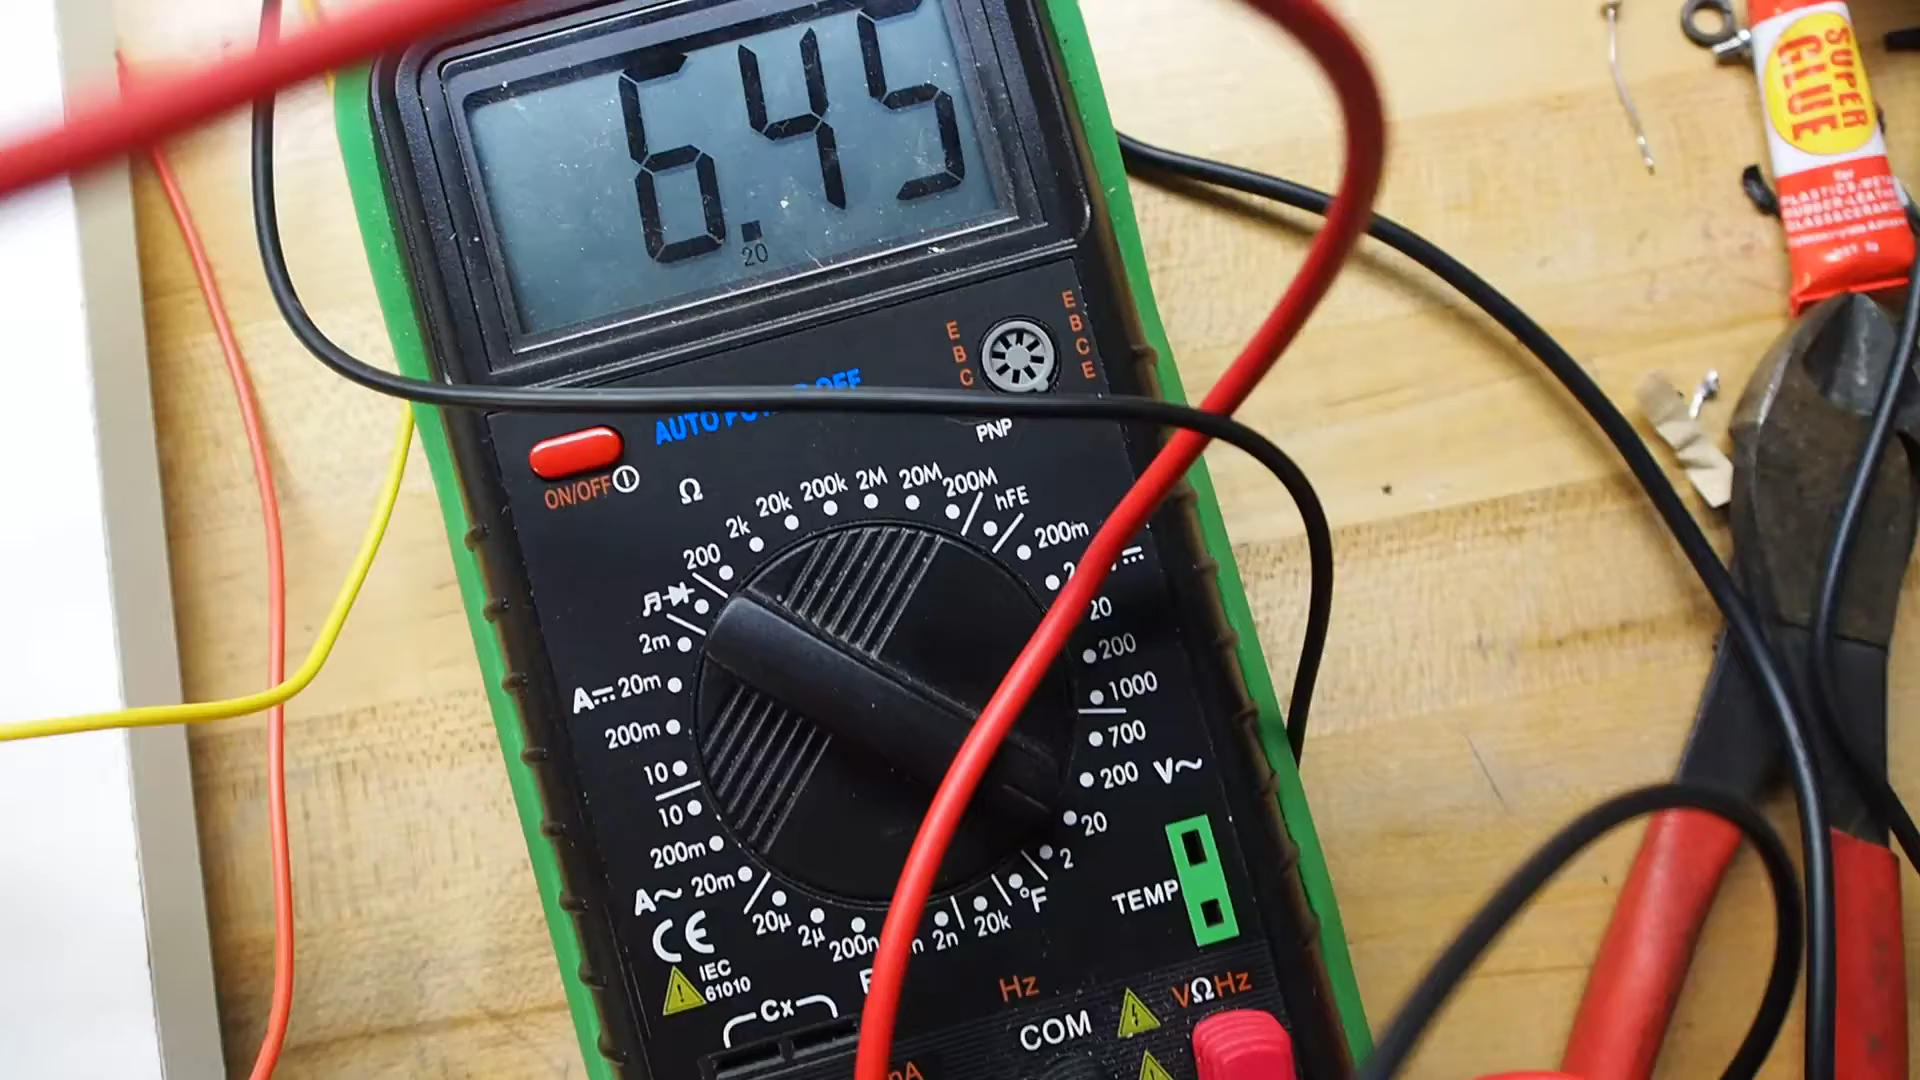 6.45
20
SUPER
GLUE
for
E
B
C
E
B
C
E
PNP
ON/OFF
Ω
200
2k
20k
200k
2M
20M
200M
hFE
200m
20
200
1000
700
200
V~
20
2
°F
20k
2n
200n
2µ
20µ
2m
A⎓ 20m
200m
10
10
200m
A~ 20m
CE
IEC
61010
Cx
TEMP
Hz
COM
VΩHz